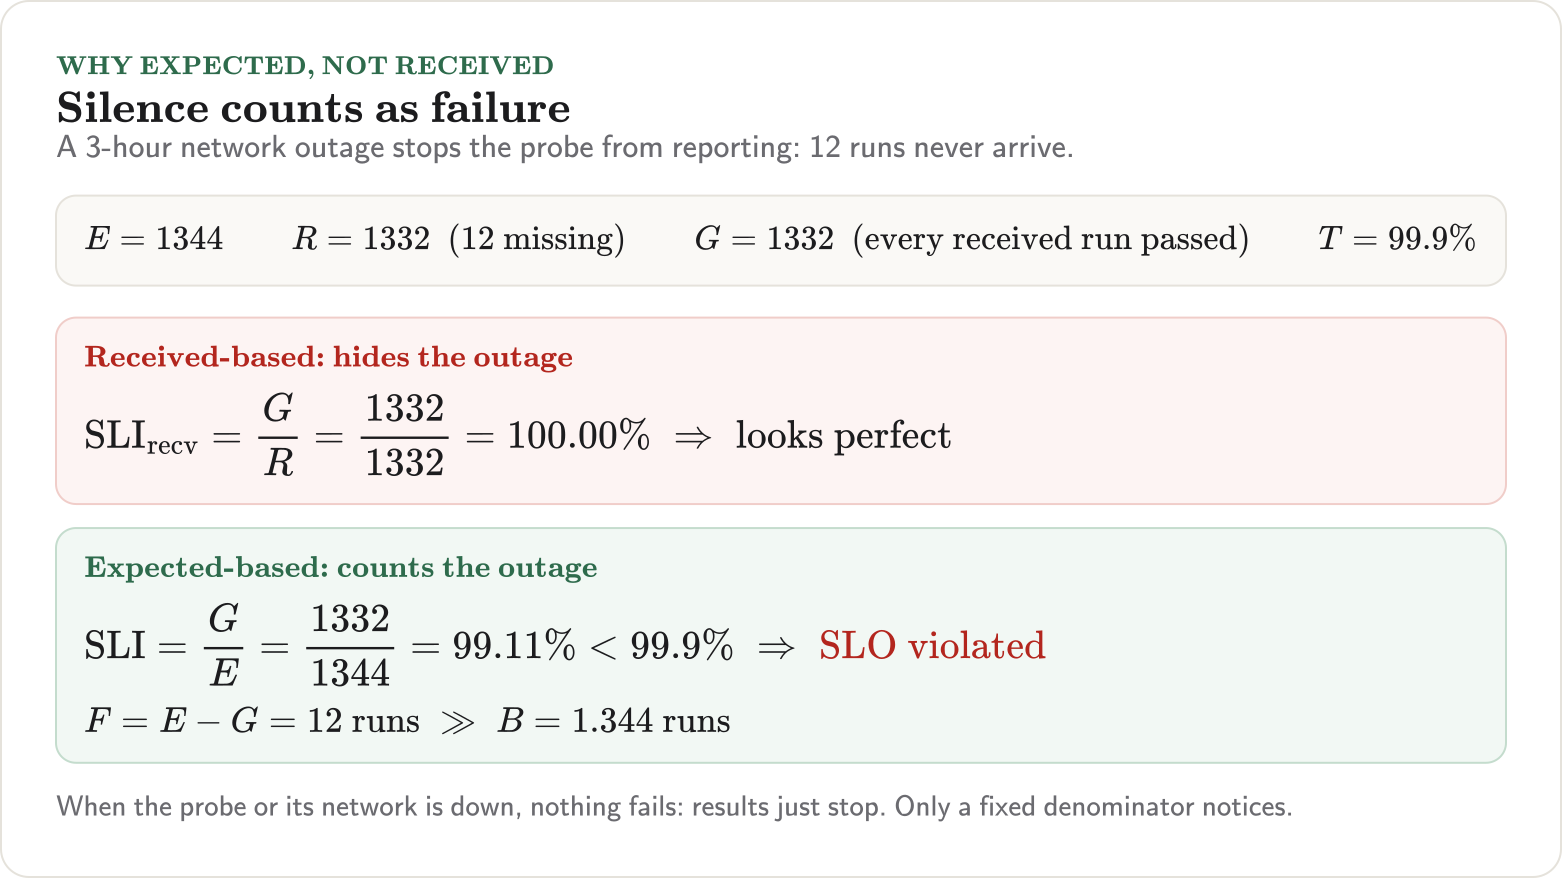 WHY EXPECTED, NOT RECEIVED
Silence counts as failure
A 3-hour network outage stops the probe from reporting: 12 runs never arrive.
E = 1344 R = 1332 (12 missing) G = 1332 (every received run passed) T = 99.9%
Received-based: hides the outage
SLI_recv = G/R = 1332/1332 = 100.00% ⇒ looks perfect
Expected-based: counts the outage
SLI = G/E = 1332/1344 = 99.11% < 99.9% ⇒ SLO violated
F = E − G = 12 runs ≫ B = 1.344 runs
When the probe or its network is down, nothing fails: results just stop. Only a fixed denominator notices.